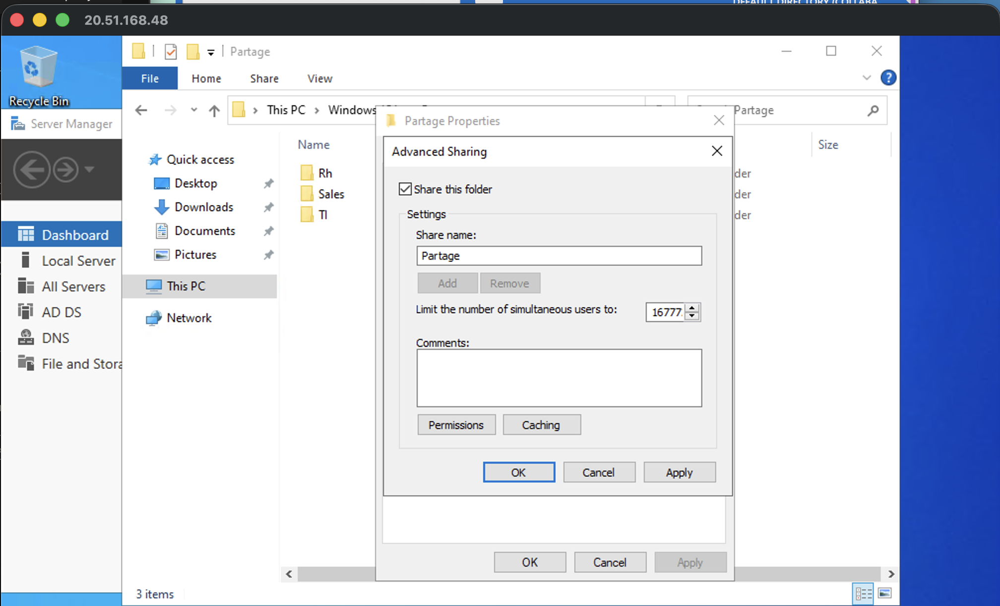 DEFAULT DIRECTORY (COLLABA
20.51.168.48
Recycle Bin
Server Manager
Dashboard
Local Server
All Servers
AD DS
DNS
File and Stora
Partage
File Home Share View
This PC Windows
Partage
Quick access
Desktop
Downloads
Documents
Pictures
This PC
Network
Name Size
Rh
Sales
TI
der
der
der
3 items
Partage Properties
Advanced Sharing
Share this folder
Settings
Share name:
Partage
Add Remove
Limit the number of simultaneous users to: 16777
Comments:
Permissions Caching
OK Cancel Apply
OK Cancel Apply